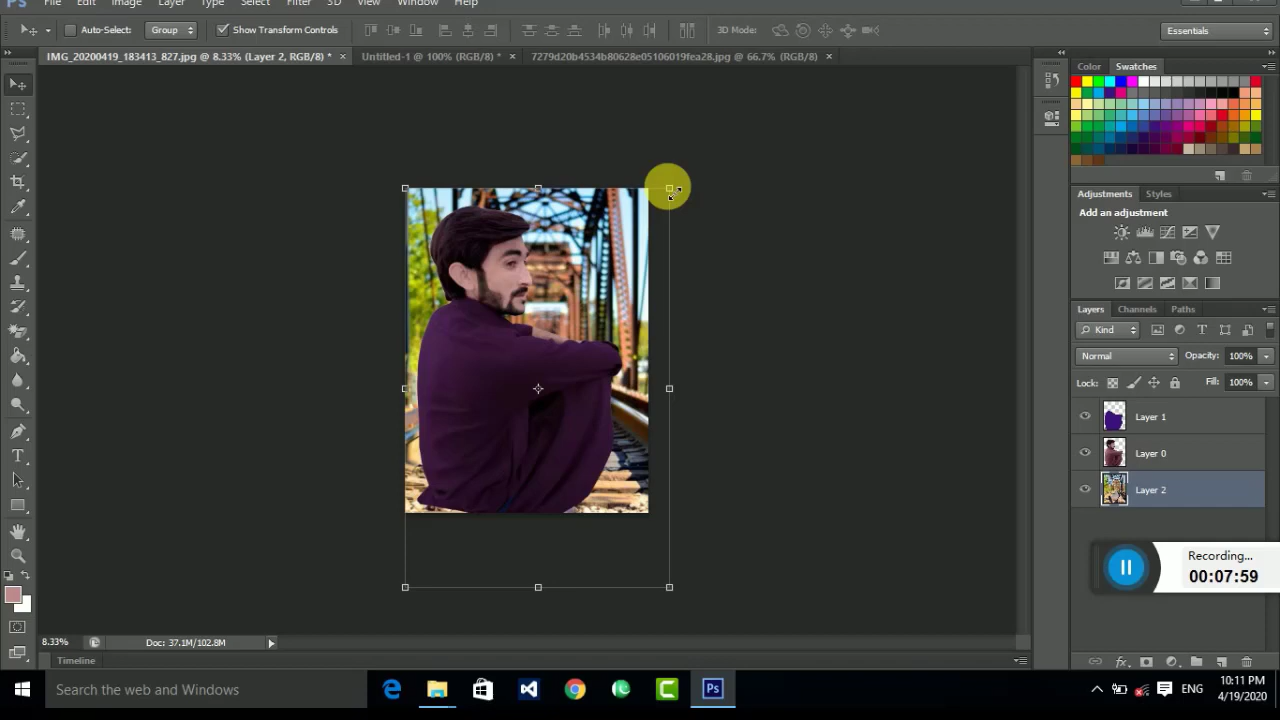 Ps File Edit Image Layer Type Select Filter 3D View Window Help
Auto-Select: Group Show Transform Controls 3D Mode: Essentials
IMG_20200419_183413_827.jpg @ 8.33% (Layer 2, RGB/8) * × Untitled-1 @ 100% (RGB/8) * × 7279d20b4534b80628e05106019fea28.jpg @ 66.7% (RGB/8) ×
Color Swatches
Adjustments Styles
Add an adjustment
Layers Channels Paths
Kind
Normal Opacity: 100%
Lock: Fill: 100%
Layer 1
Layer 0
Layer 2
Recording...
00:07:59
8.33% Doc: 37.1M/102.8M
Timeline
Search the web and Windows
Ps
ENG
10:11 PM
4/19/2020